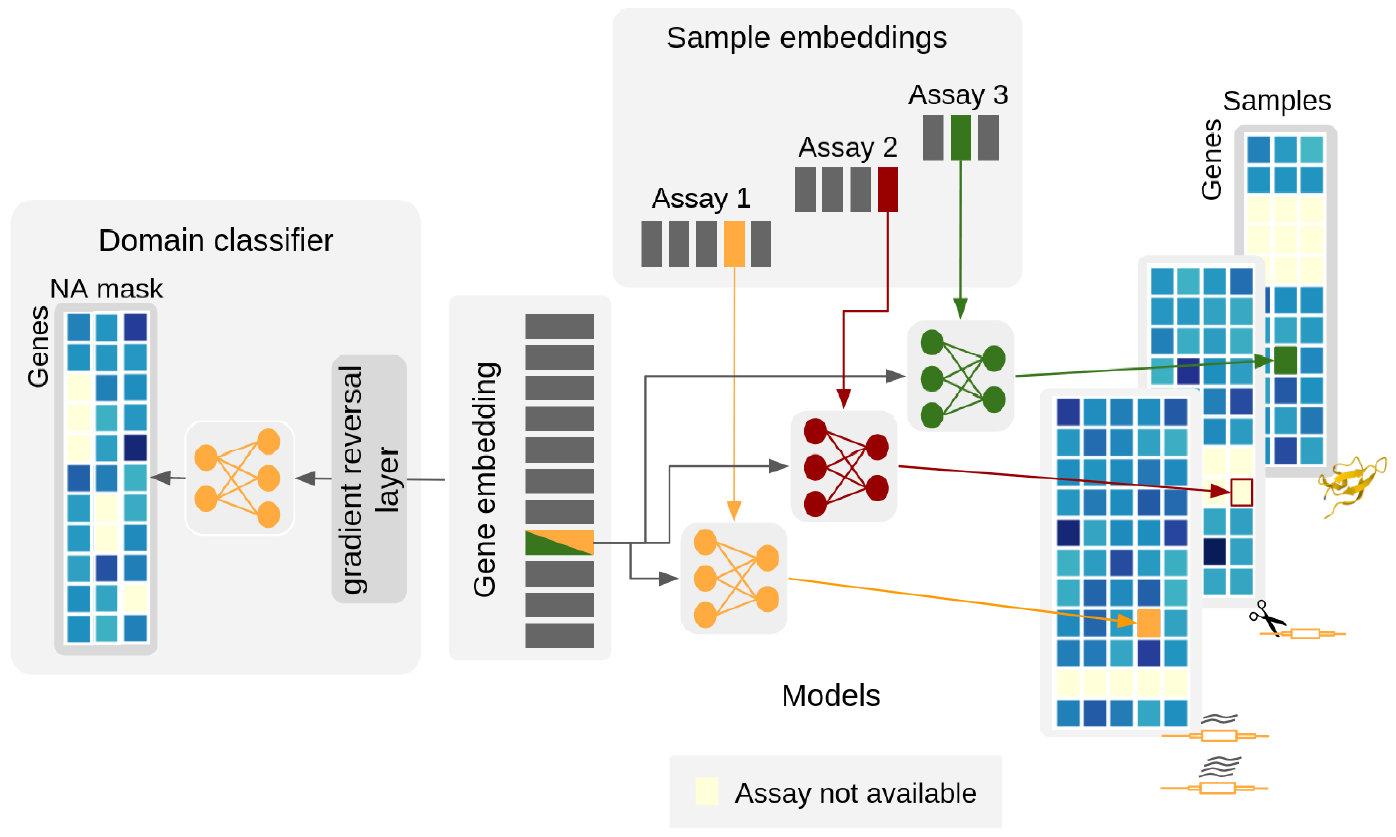 Sample embeddings
Assay 3
Samples
Assay 2
Genes
Assay 1
Domain classifier
NA mask
Genes
gradient reversal
layer
Gene embedding
Models
Assay not available